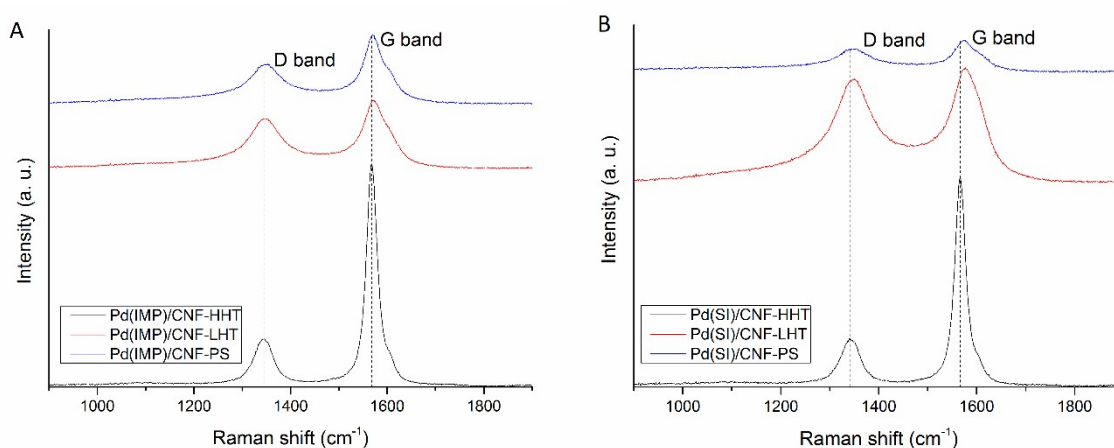 A
D band
G band
Intensity (a. u.)
Pd(IMP)/CNF-HHT
Pd(IMP)/CNF-LHT
Pd(IMP)/CNF-PS
1000 1200 1400 1600 1800
Raman shift (cm⁻¹)
B
D band
G band
Intensity (a. u.)
Pd(SI)/CNF-HHT
Pd(SI)/CNF-LHT
Pd(SI)/CNF-PS
1000 1200 1400 1600 1800
Raman shift (cm⁻¹)